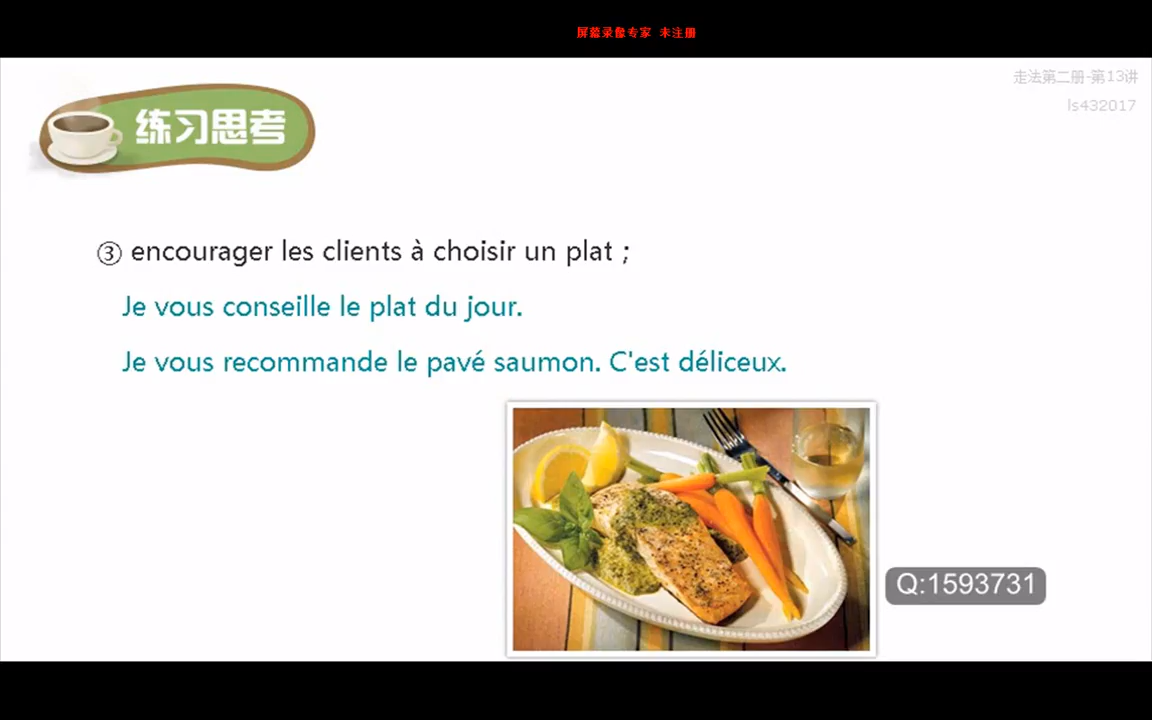 屏幕录像专家 未注册
走法第二册-第13讲
ls432017
练习思考
③ encourager les clients à choisir un plat ;
Je vous conseille le plat du jour.
Je vous recommande le pavé saumon. C'est déliceux.
Q:1593731